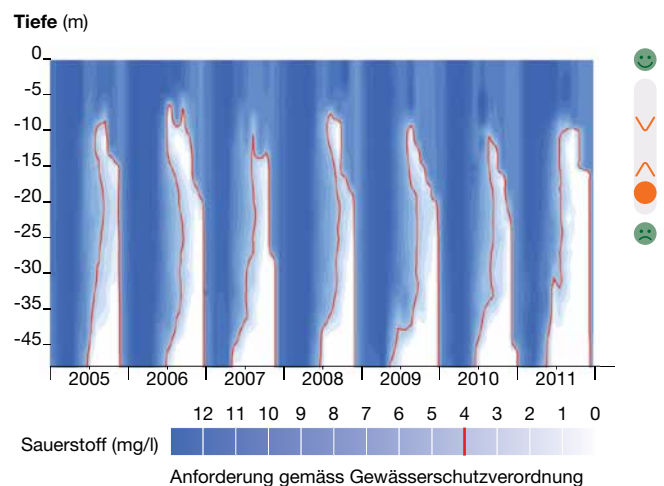 Tiefe (m)
0
-5
-10
-15
-20
-25
-30
-35
-45
2005 2006 2007 2008 2009 2010 2011
12 11 10 9 8 7 6 5 4 3 2 1 0
Sauerstoff (mg/l)
Anforderung gemäss Gewässerschutzverordnung